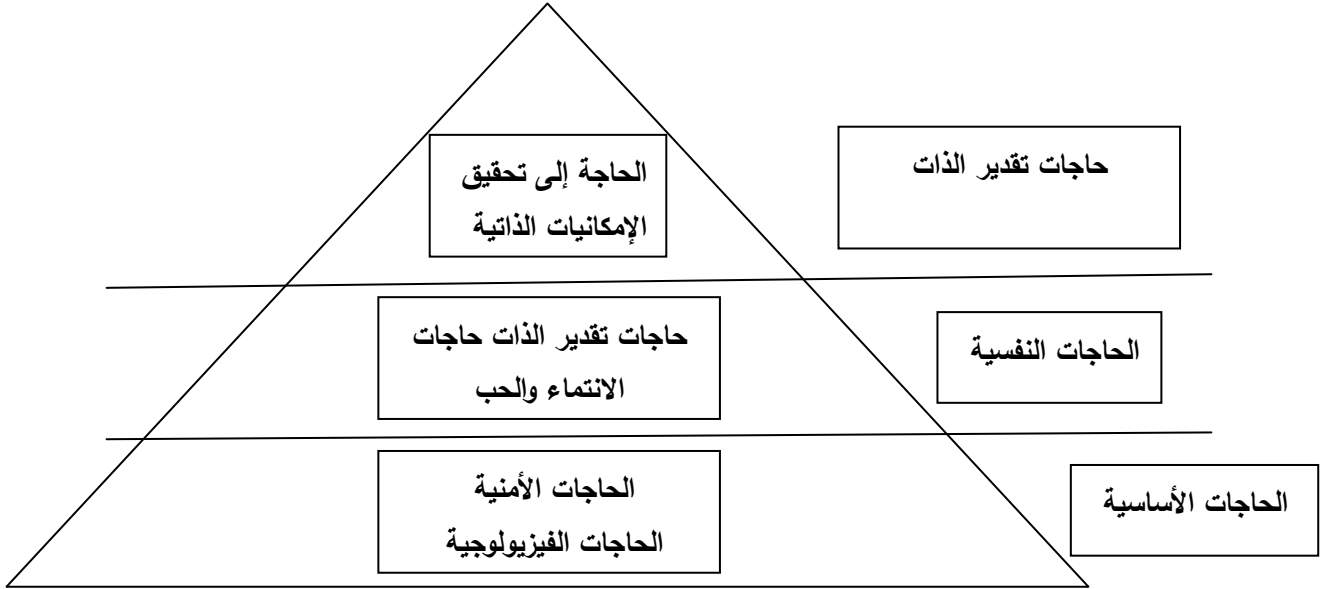 حاجات تقدير الذات
الحاجة إلى تحقيق
الإمكانيات الذاتية
الحاجات النفسية
حاجات تقدير الذات حاجات
الانتماء والحب
الحاجات الأساسية
الحاجات الأمنية
الحاجات الفيزيولوجية